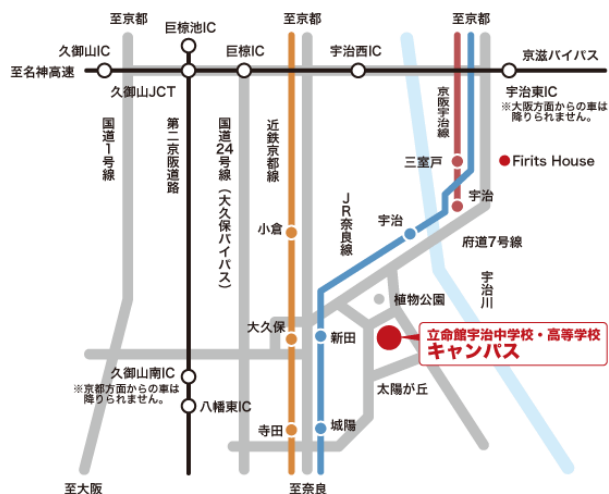 至京都
至京都
至京都
巨椋池IC
久御山IC
巨椋IC
宇治西IC
京滋バイパス
至名神高速
久御山JCT
宇治東IC
※大阪方面からの車は
降りられません。
国道1号線
第二京阪道路
国道24号線(大久保バイパス)
近鉄京都線
JR奈良線
京阪宇治線
三室戸
Firits House
宇治
宇治
小倉
府道7号線
宇治川
植物公園
大久保
新田
立命館宇治中学校・高等学校
キャンパス
久御山南IC
※京都方面からの車は
降りられません。
太陽が丘
八幡東IC
寺田
城陽
至大阪
至奈良